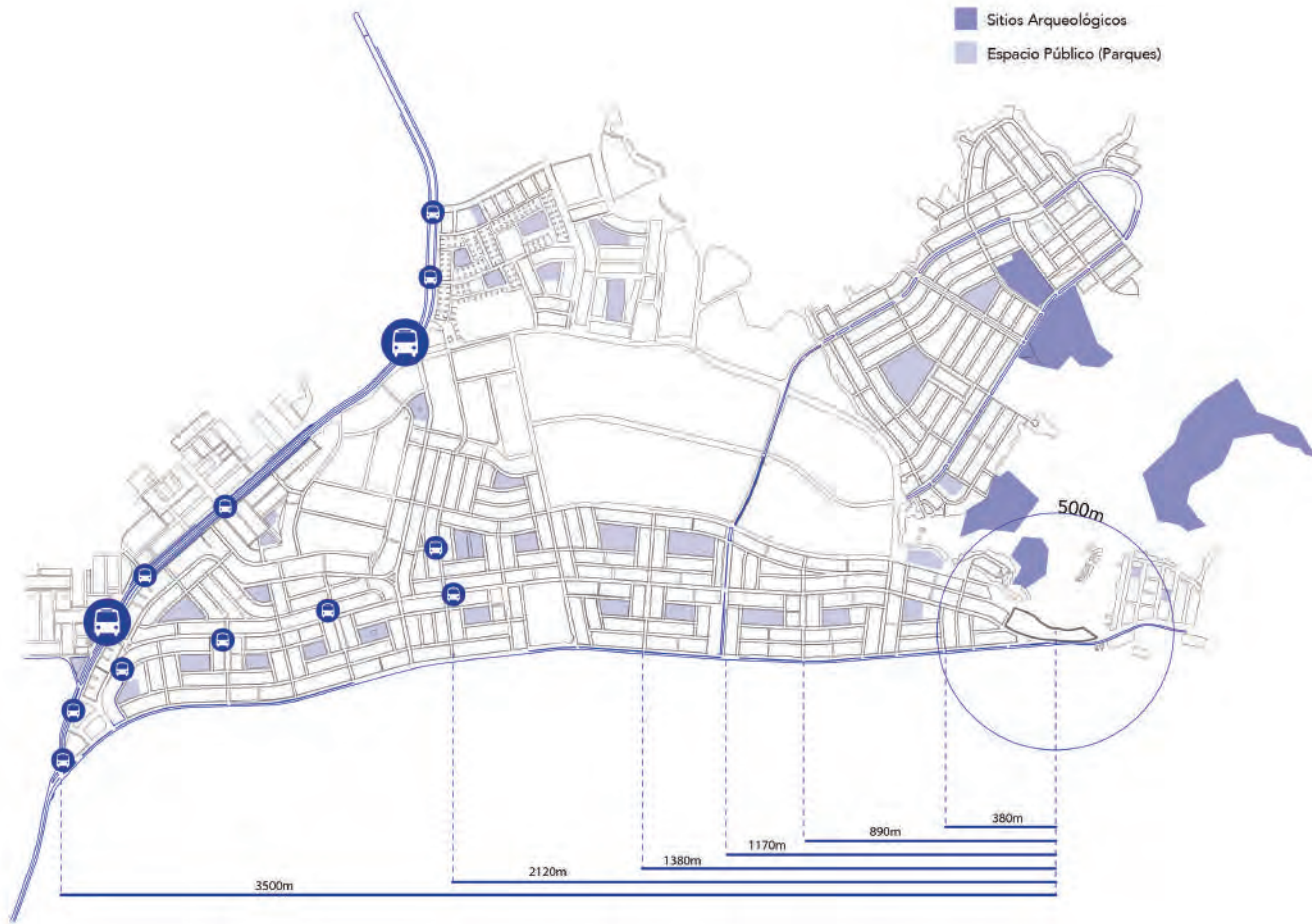 Sitios Arqueológicos
Espacio Público (Parques)
500m
380m
890m
1170m
1380m
2120m
3500m